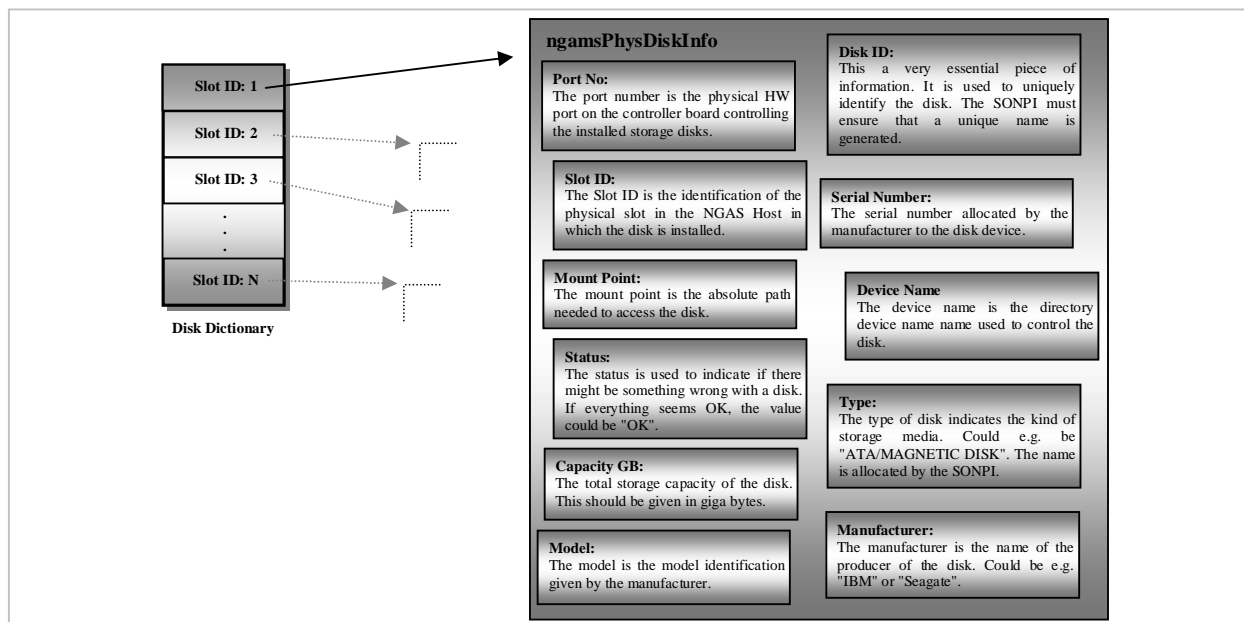 Slot ID: 1
Slot ID: 2
Slot ID: 3
.
.
.
Slot ID: N
Disk Dictionary
ngamsPhysDiskInfo
Port No:
The port number is the physical HW
port on the controller board controlling
the installed storage disks.
Slot ID:
The Slot ID is the identification of the
physical slot in the NGAS Host in
which the disk is installed.
Mount Point:
The mount point is the absolute path
needed to access the disk.
Status:
The status is used to indicate if there
might be something wrong with a disk.
If everything seems OK, the value
could be "OK".
Capacity GB:
The total storage capacity of the disk.
This should be given in giga bytes.
Model:
The model is the model identification
given by the manufacturer.
Disk ID:
This a very essential piece of
information. It is used to uniquely
identify the disk. The SONPI must
ensure that a unique name is
generated.
Serial Number:
The serial number allocated by the
manufacturer to the disk device.
Device Name
The device name is the directory
device name name used to control the
disk.
Type:
The type of disk indicates the kind of
storage media. Could e.g. be
"ATA/MAGNETIC DISK". The name
is allocated by the SONPI.
Manufacturer:
The manufacturer is the name of the
producer of the disk. Could be e.g.
"IBM" or "Seagate".